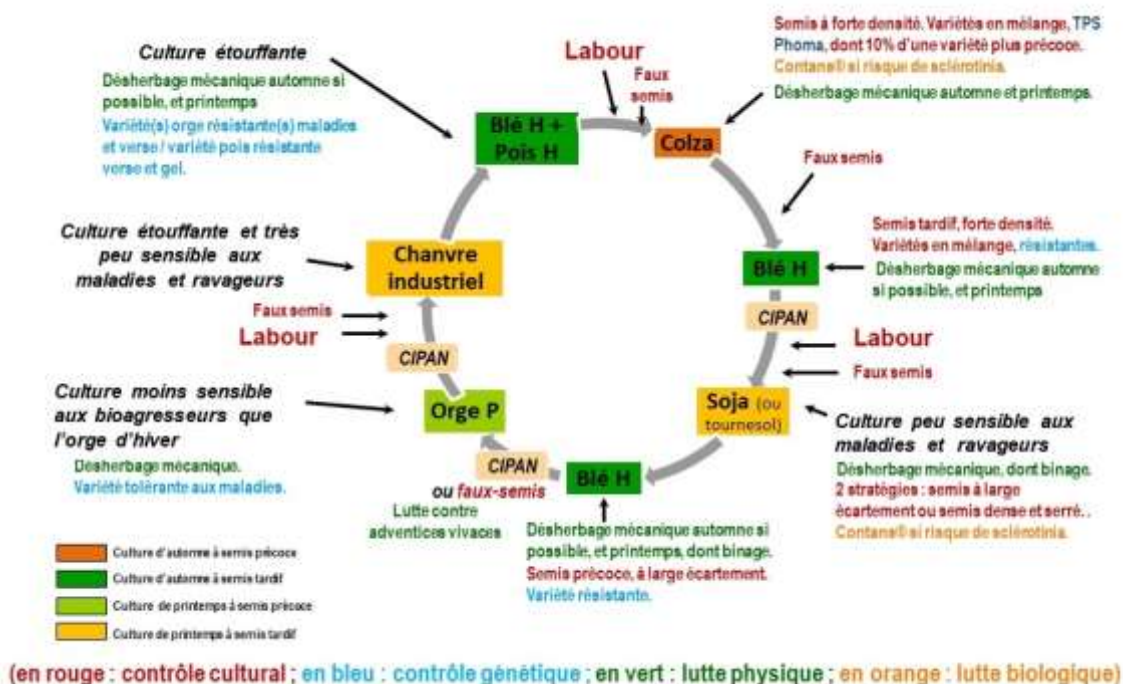 Culture étouffante
Désherbage mécanique automne si
possible, et printemps
Variété(s) orge résistante(s) maladies
et verse / variété pois résistante
verse et gel.
Labour
Faux
semis
Semis à forte densité. Variétés en mélange, TPS
Phoma, dont 10% d'une variété plus précoce.
Contans® si risque de sclérotinia.
Désherbage mécanique automne et printemps.
Blé H +
Pois H
Colza
Faux semis
Semis tardif, forte densité.
Variétés en mélange, résistantes.
Désherbage mécanique automne
si possible, et printemps
Blé H
CIPAN
Labour
Faux semis
Culture étouffante et très
peu sensible aux
maladies et ravageurs
Chanvre
industriel
Faux semis
Labour
CIPAN
Culture moins sensible
aux bioagresseurs que
l'orge d'hiver
Désherbage mécanique.
Variété tolérante aux maladies.
Orge P
Soja (ou
tournesol)
Culture peu sensible aux
maladies et ravageurs
Désherbage mécanique, dont binage.
2 stratégies : semis à large
écartement ou semis dense et serré. .
Contans® si risque de sclérotinia.
CIPAN
ou faux-semis
Lutte contre
adventices vivaces
Blé H
Désherbage mécanique automne si
possible, et printemps, dont binage.
Semis précoce, à large écartement.
Variété résistante.
Culture d'automne à semis précoce
Culture d'automne à semis tardif
Culture de printemps à semis précoce
Culture de printemps à semis tardif
(en rouge : contrôle cultural ; en bleu : contrôle génétique ; en vert : lutte physique ; en orange : lutte biologique)